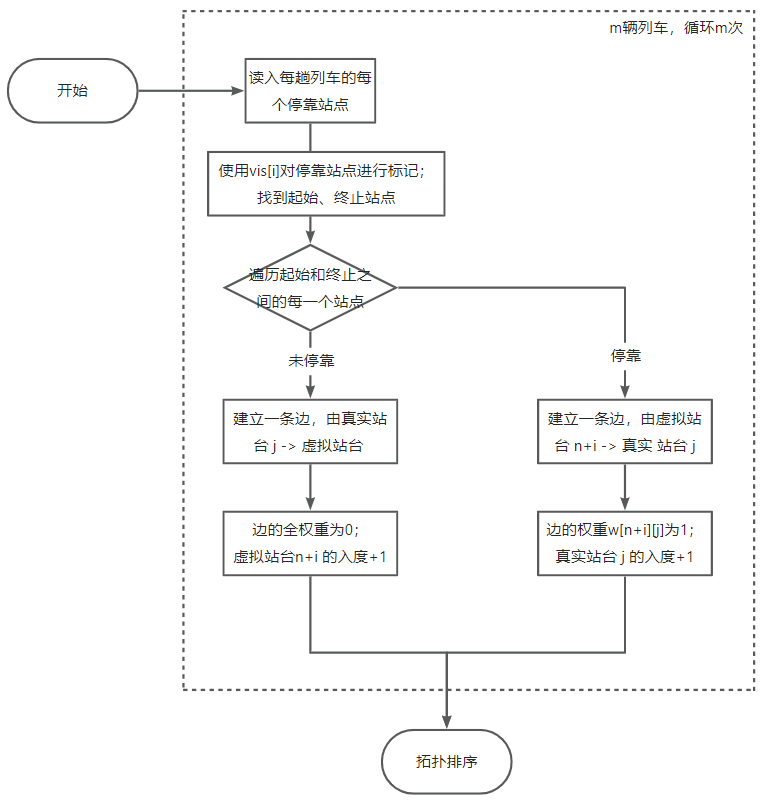 m辆列车，循环m次
开始
读入每趟列车的每
个停靠站点
使用vis[i]对停靠站点进行标记；
找到起始、终止站点
遍历起始和终止之
间的每一个站点
未停靠
停靠
建立一条边，由真实站
台 j -> 虚拟站台
建立一条边，由虚拟站
台 n+i -> 真实 站台 j
边的全权重为0；
虚拟站台n+i 的入度+1
边的权重w[n+i][j]为1；
真实站台 j 的入度+1
拓扑排序